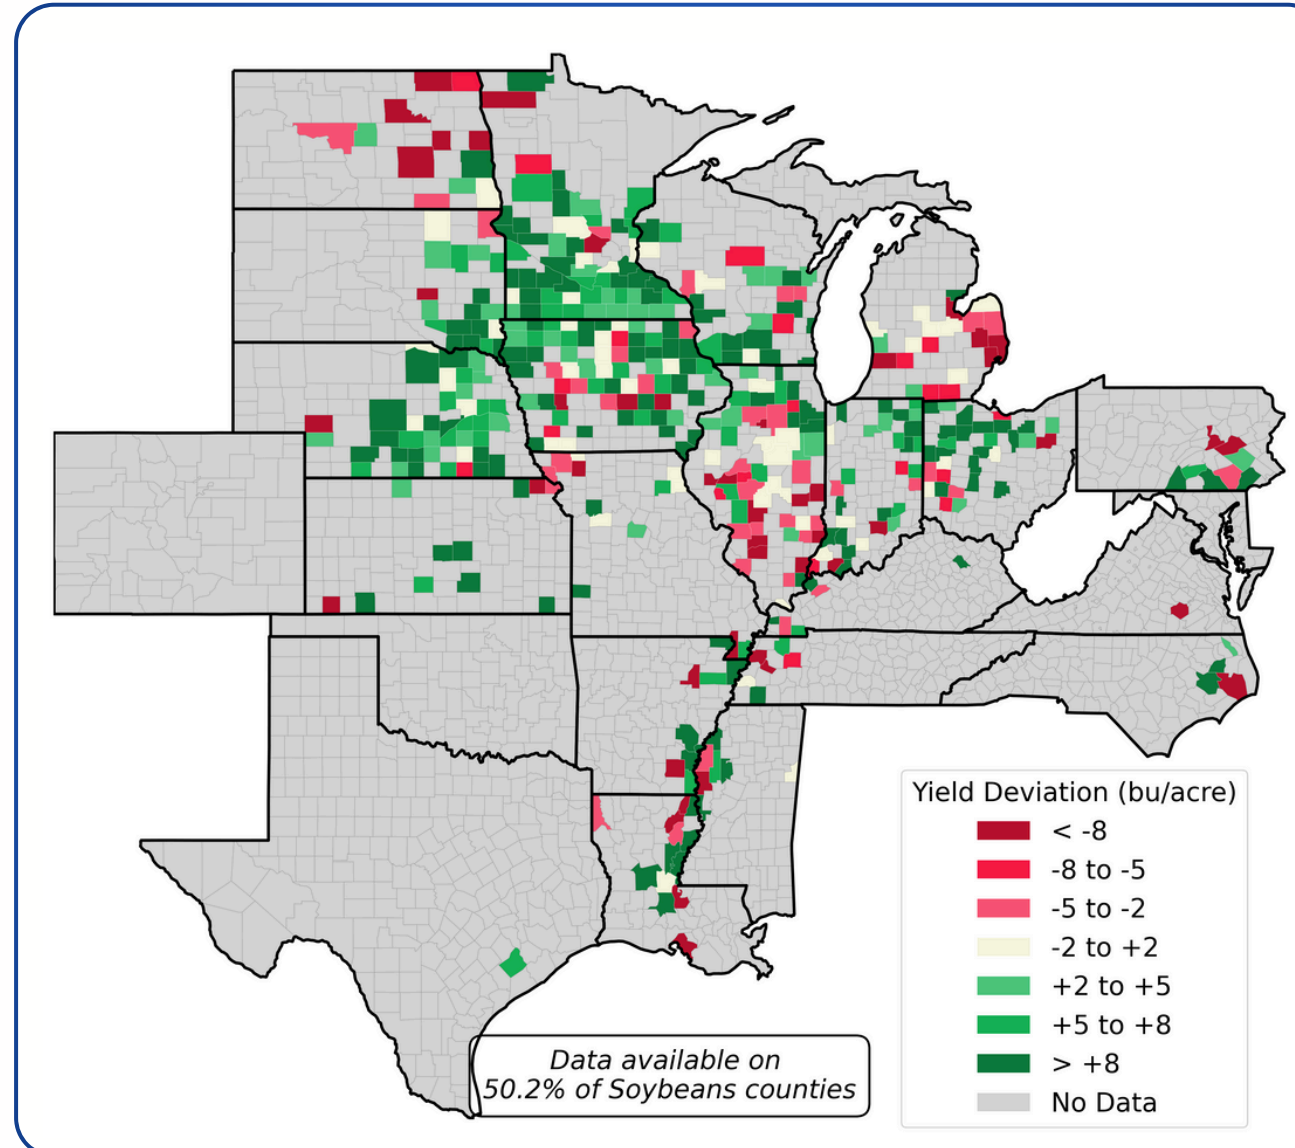 Yield Deviation (bu/acre)
< -8
-8 to -5
-5 to -2
-2 to +2
+2 to +5
+5 to +8
> +8
No Data
Data available on
50.2% of Soybeans counties